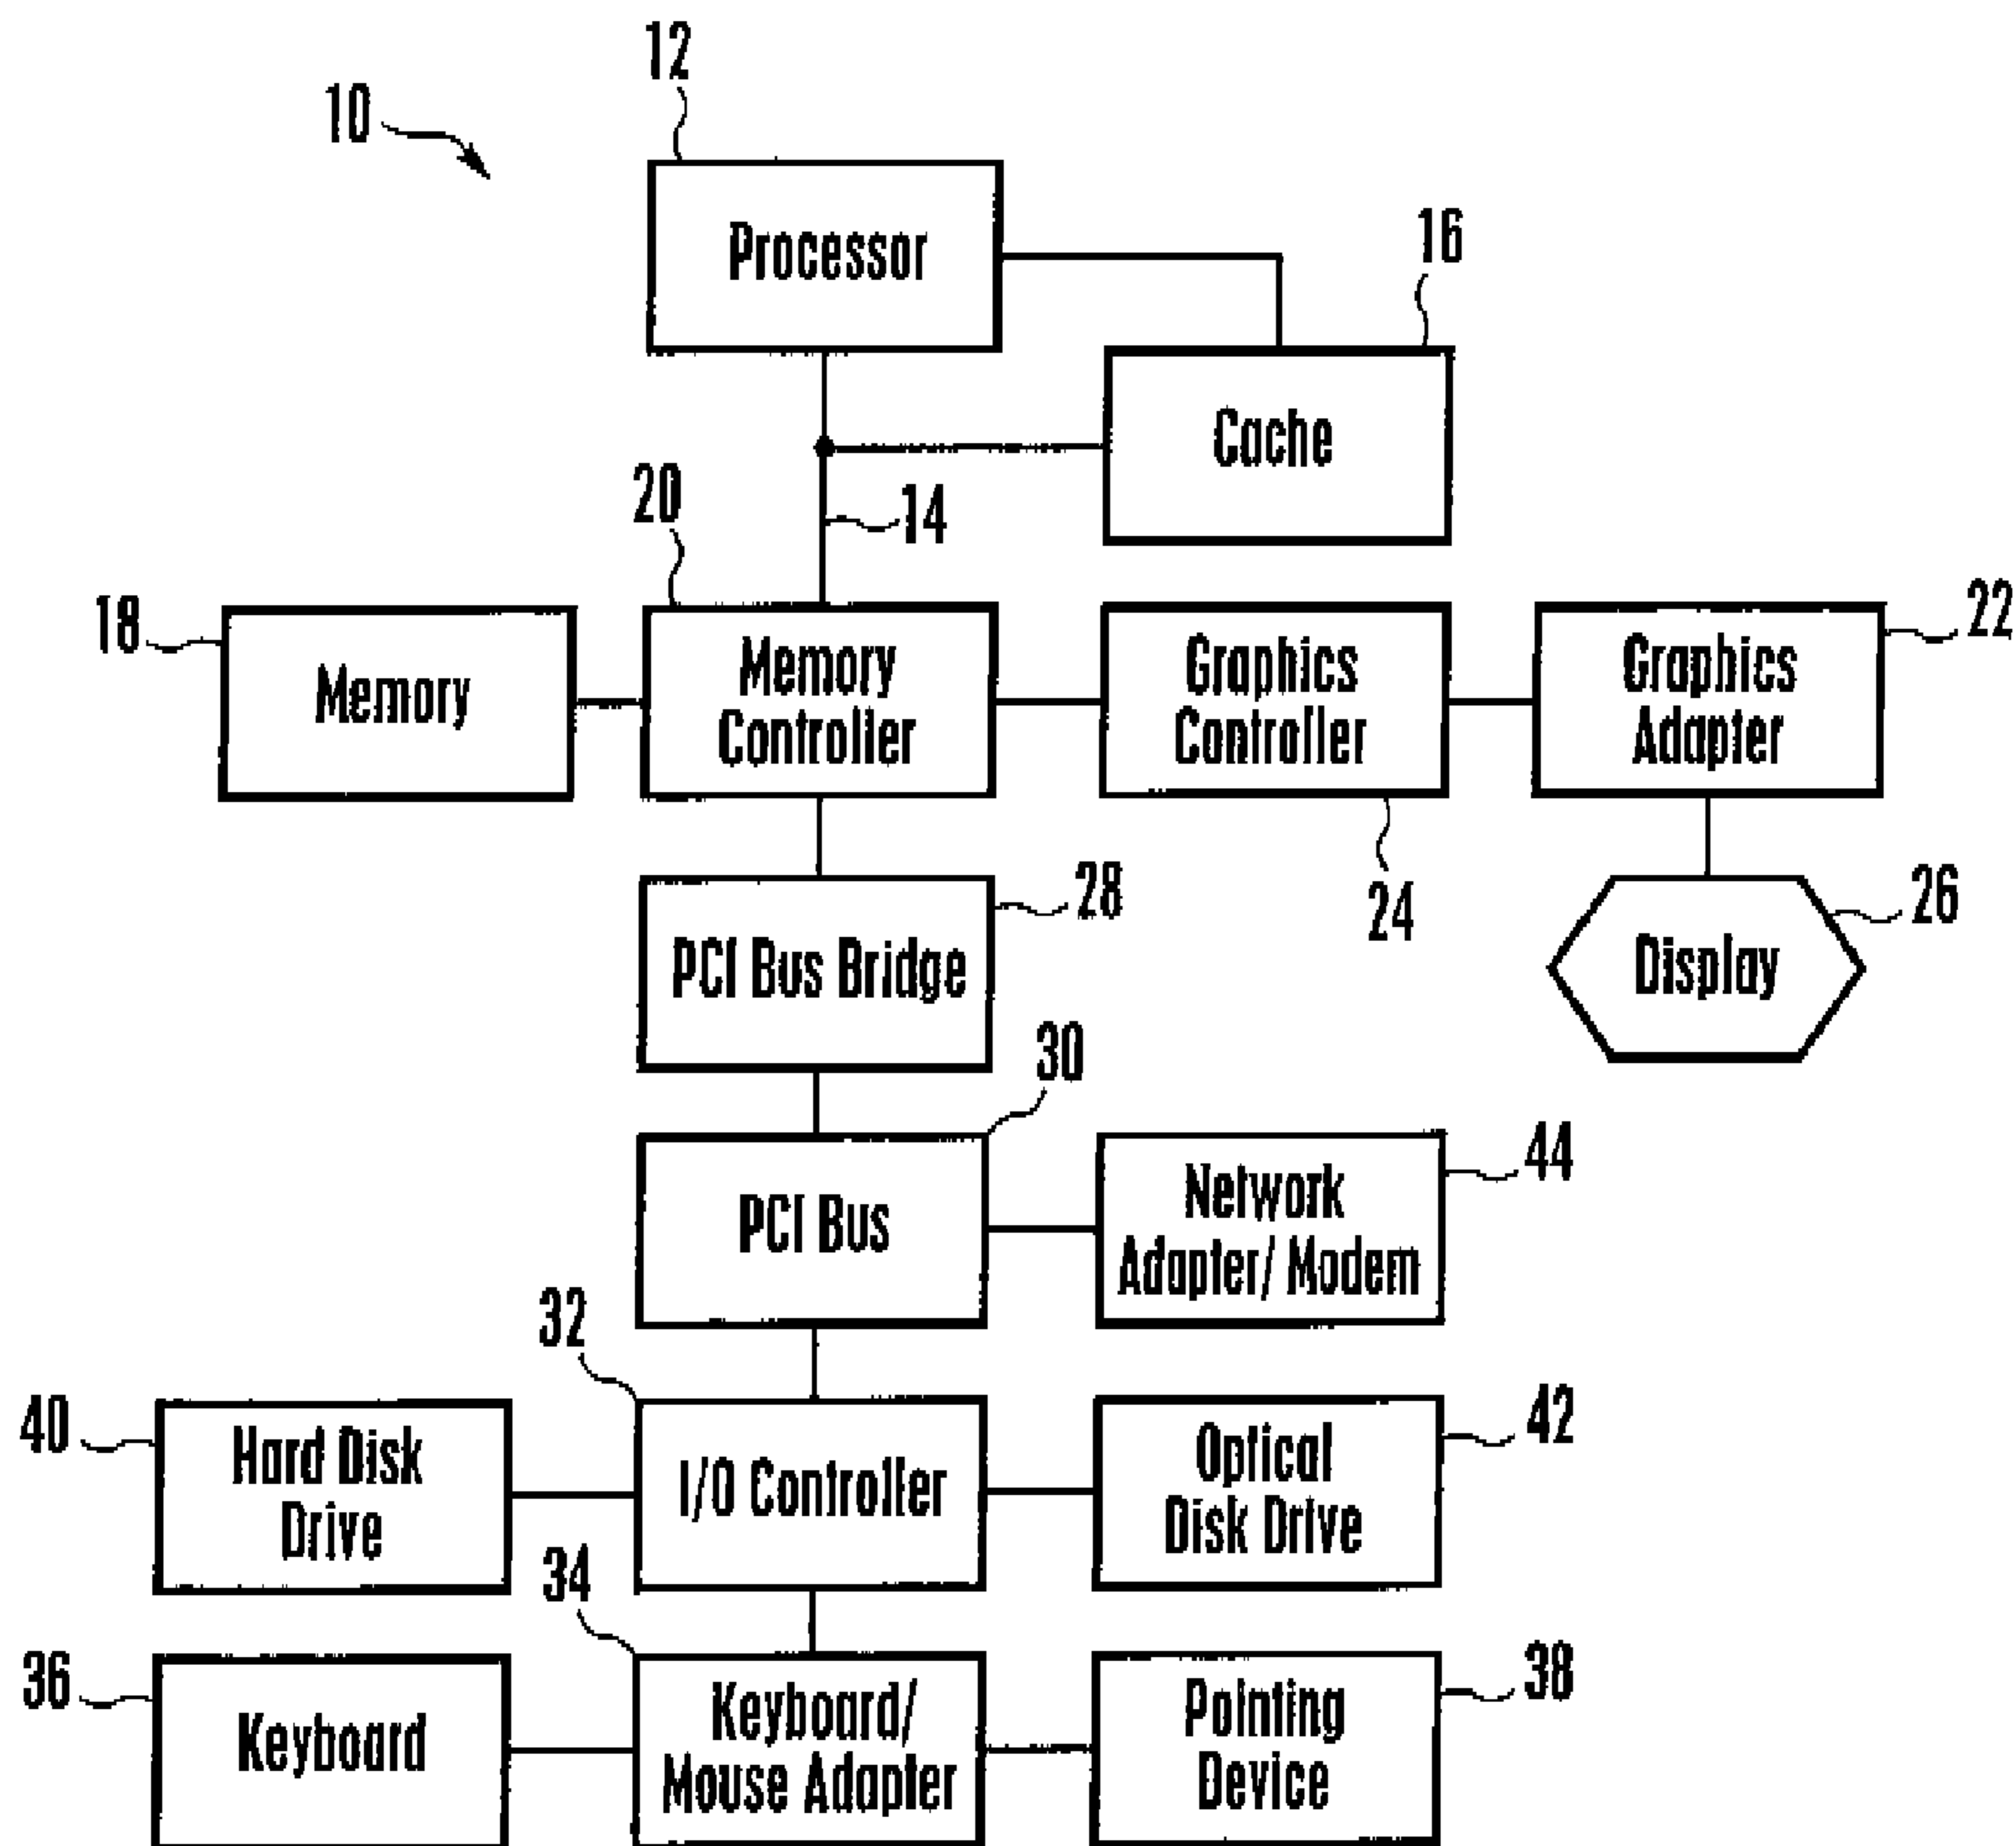 12
10
Processor
16
Cache
20
14
18
Memory
Memory
Controller
Graphics
Controller
Graphics
Adapter
22
28
24
26
PCI Bus Bridge
Display
30
PCI Bus
Network
Adapter/ Modem
44
32
40
Hard Disk
Drive
I/O Controller
Optical
Disk Drive
42
34
36
Keyboard
Keyboard/
Mouse Adapter
Pointing
Device
38